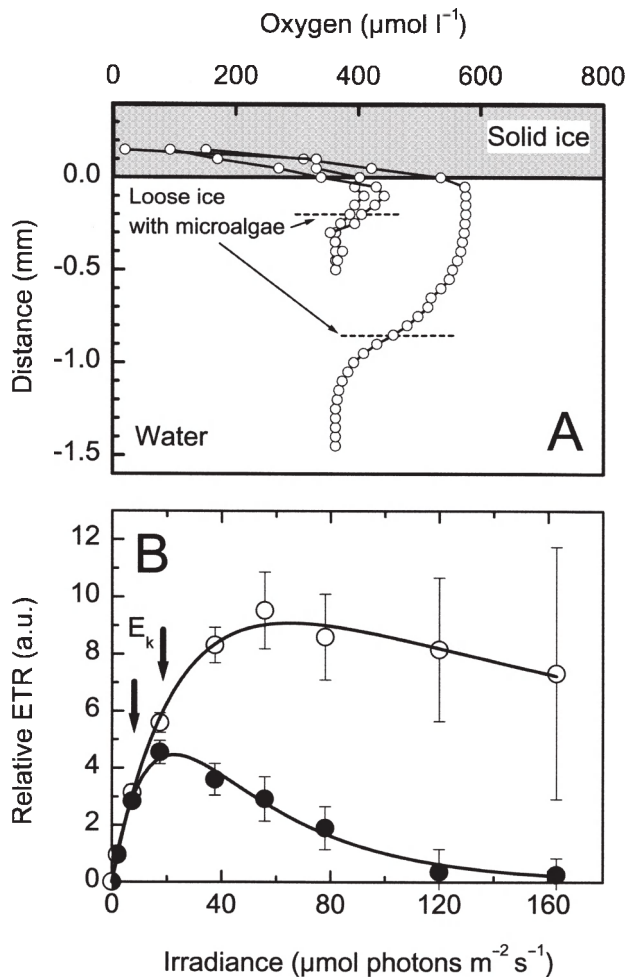 Oxygen (µmol l⁻¹)
0 200 400 600 800
Solid ice
0.0
Loose ice
with microalgae
-0.5
Distance (mm)
-1.0
Water
A
-1.5
12
B
10
Eₖ
8
6
Relative ETR (a.u.)
4
2
0
0 40 80 120 160
Irradiance (µmol photons m⁻² s⁻¹)